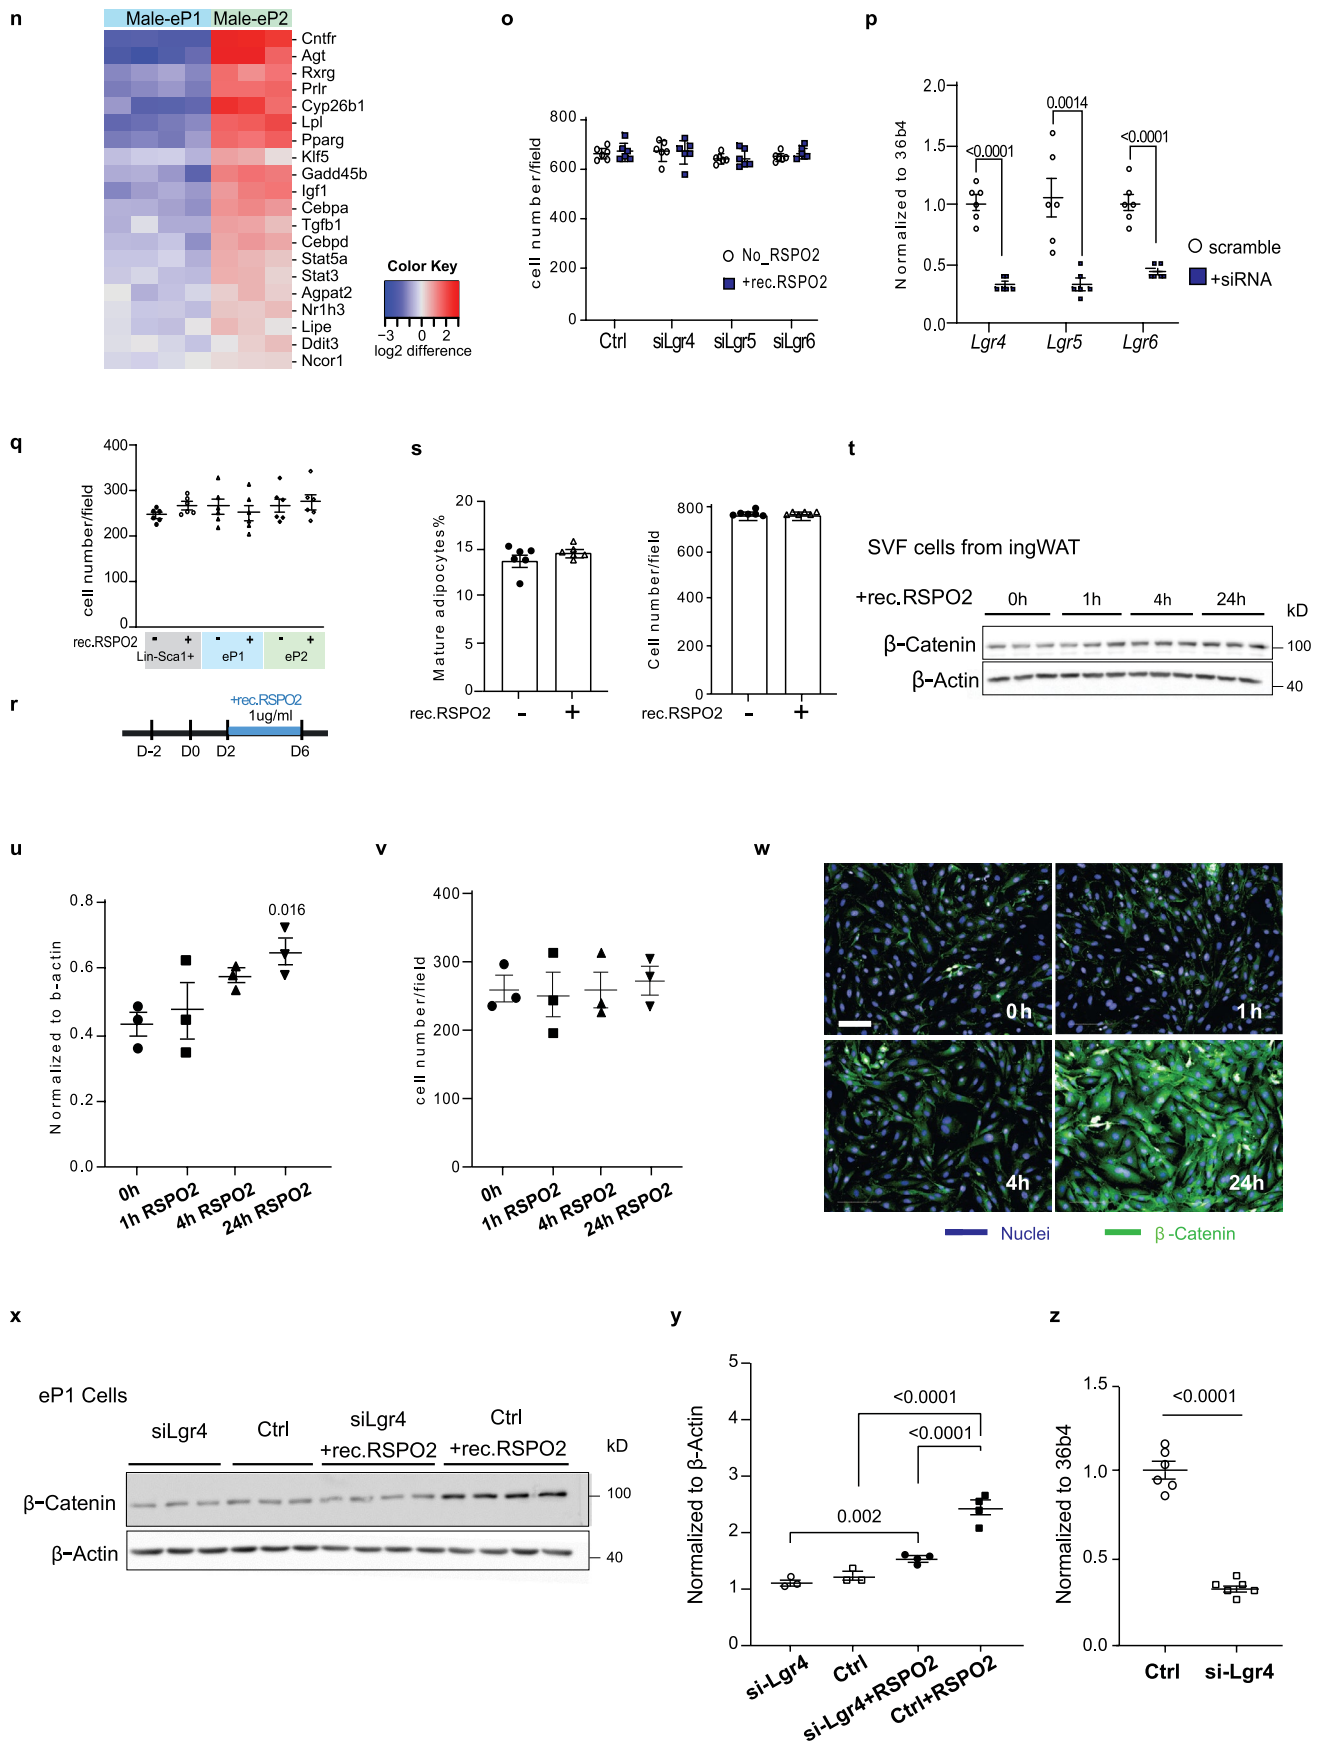 n
Male-eP1 Male-eP2
Cntfr
Agt
Rxrg
Prlr
Cyp26b1
Lpl
Pparg
Klf5
Gadd45b
Igf1
Cebpa
Tgfb1
Cebpd
Stat5a
Stat3
Agpat2
Nr1h3
Lipe
Ddit3
Ncor1
Color Key
−3 0 2
log2 difference
o
cell number/field
800
600
400
200
0
No_RSPO2
+rec.RSPO2
Ctrl siLgr4 siLgr5 siLgr6
p
Normalized to 36b4
2.0
1.5
1.0
0.5
0.0
<0.0001
0.0014
<0.0001
Lgr4 Lgr5 Lgr6
scramble
+siRNA
q
cell number/field
400
300
200
100
0
rec.RSPO2 - + - + - +
Lin-Sca1+ eP1 eP2
r
+rec.RSPO2
1ug/ml
D-2 D0 D2 D6
s
Mature adipocytes%
20
15
10
5
0
rec.RSPO2 - +
Cell number/field
800
600
400
200
0
rec.RSPO2 - +
t
SVF cells from ingWAT
+rec.RSPO2 0h 1h 4h 24h kD
β-Catenin 100
β-Actin 40
u
Normalized to b-actin
0.8
0.6
0.4
0.2
0.0
0.016
0h 1h RSPO2 4h RSPO2 24h RSPO2
v
cell number/field
400
300
200
100
0
0h 1h RSPO2 4h RSPO2 24h RSPO2
w
0h 1h
4h 24h
Nuclei β-Catenin
x
eP1 Cells
siLgr4 Ctrl siLgr4 +rec.RSPO2 Ctrl +rec.RSPO2 kD
β-Catenin 100
β-Actin 40
y
Normalized to β-Actin
5
4
3
2
1
0
<0.0001
<0.0001
0.002
si-Lgr4 Ctrl si-Lgr4+RSPO2 Ctrl+RSPO2
z
Normalized to 36b4
1.5
1.0
0.5
0.0
<0.0001
Ctrl si-Lgr4